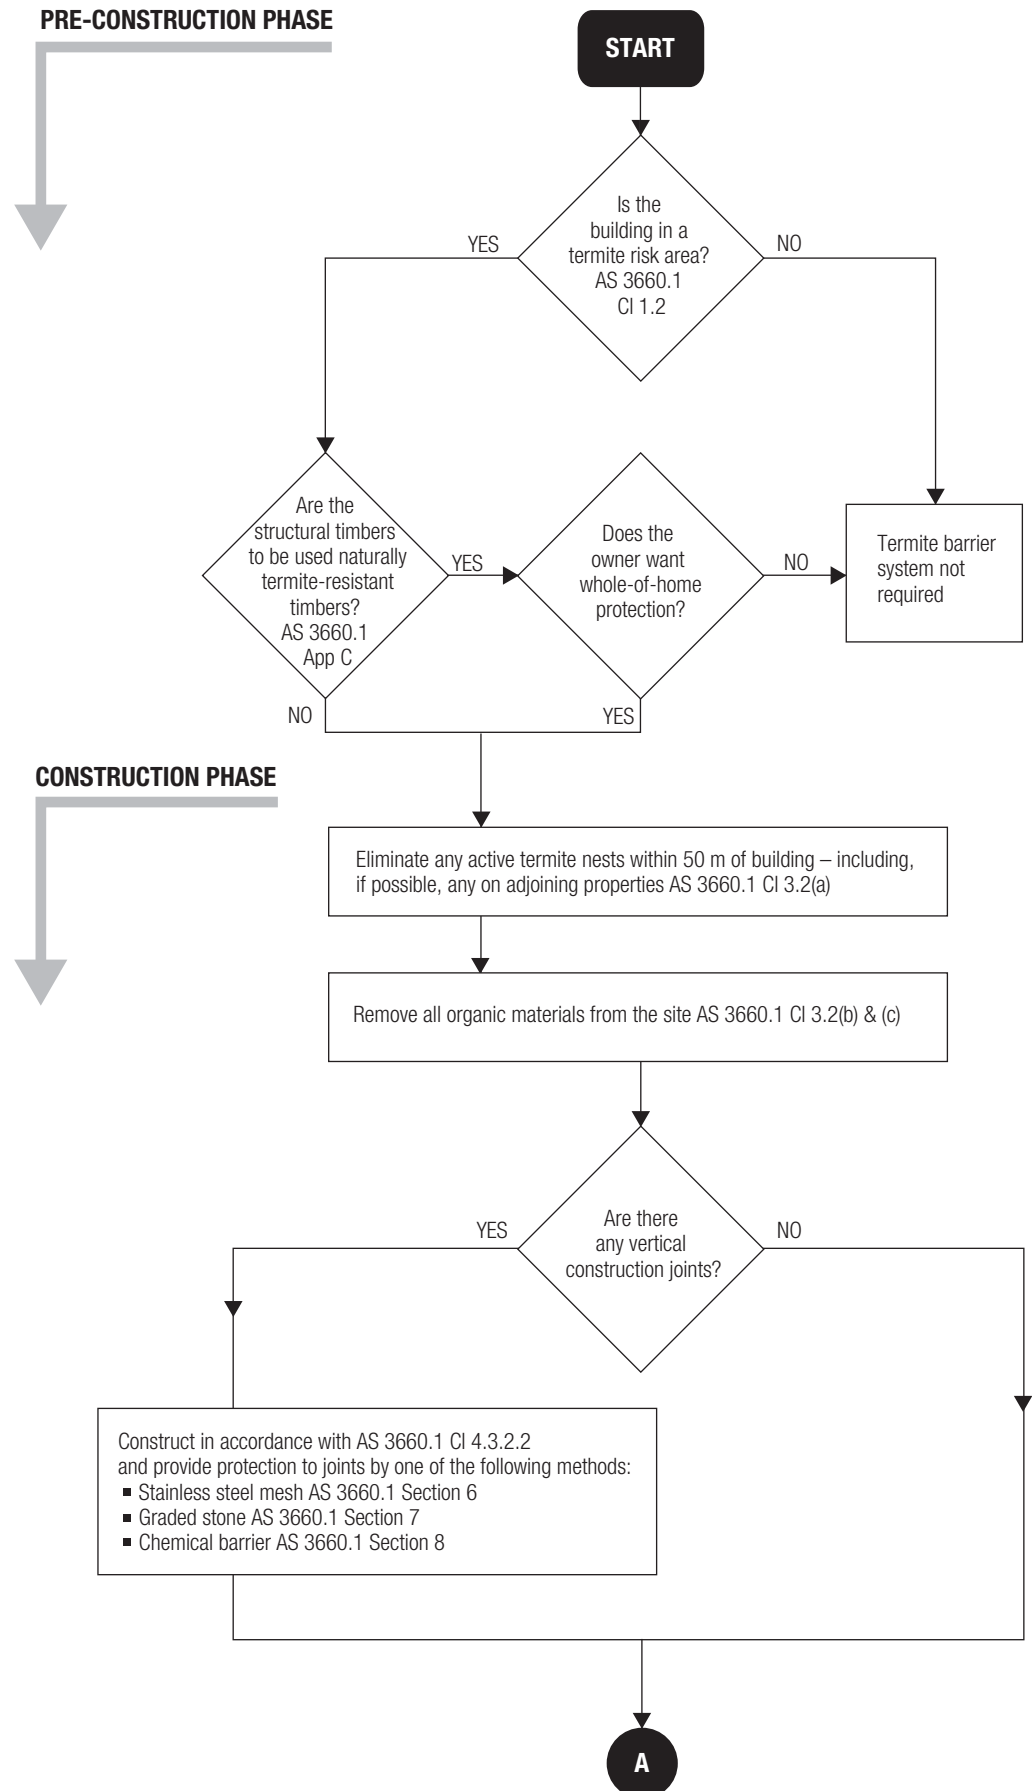 PRE-CONSTRUCTION PHASE
START
Is the
building in a
termite risk area?
AS 3660.1
Cl 1.2
YES
NO
Are the
structural timbers
to be used naturally
termite-resistant
timbers?
AS 3660.1
App C
YES
Does the
owner want
whole-of-home
protection?
NO
Termite barrier
system not
required
NO
YES
CONSTRUCTION PHASE
Eliminate any active termite nests within 50 m of building – including,
if possible, any on adjoining properties AS 3660.1 Cl 3.2(a)
Remove all organic materials from the site AS 3660.1 Cl 3.2(b) & (c)
Are there
any vertical
construction joints?
YES
NO
Construct in accordance with AS 3660.1 Cl 4.3.2.2
and provide protection to joints by one of the following methods:
▪ Stainless steel mesh AS 3660.1 Section 6
▪ Graded stone AS 3660.1 Section 7
▪ Chemical barrier AS 3660.1 Section 8
A